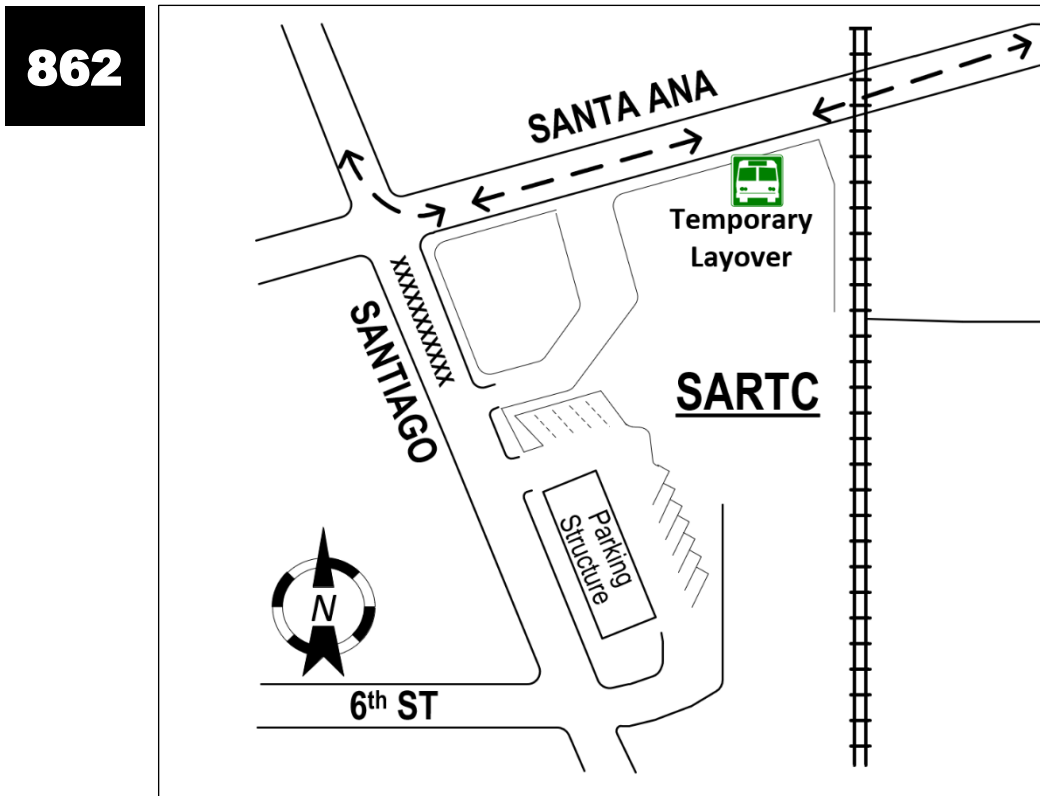 862
SANTA ANA
Temporary
Layover
XXXXXXXXXX
SANTIAGO
SARTC
Parking
Structure
N
6th ST